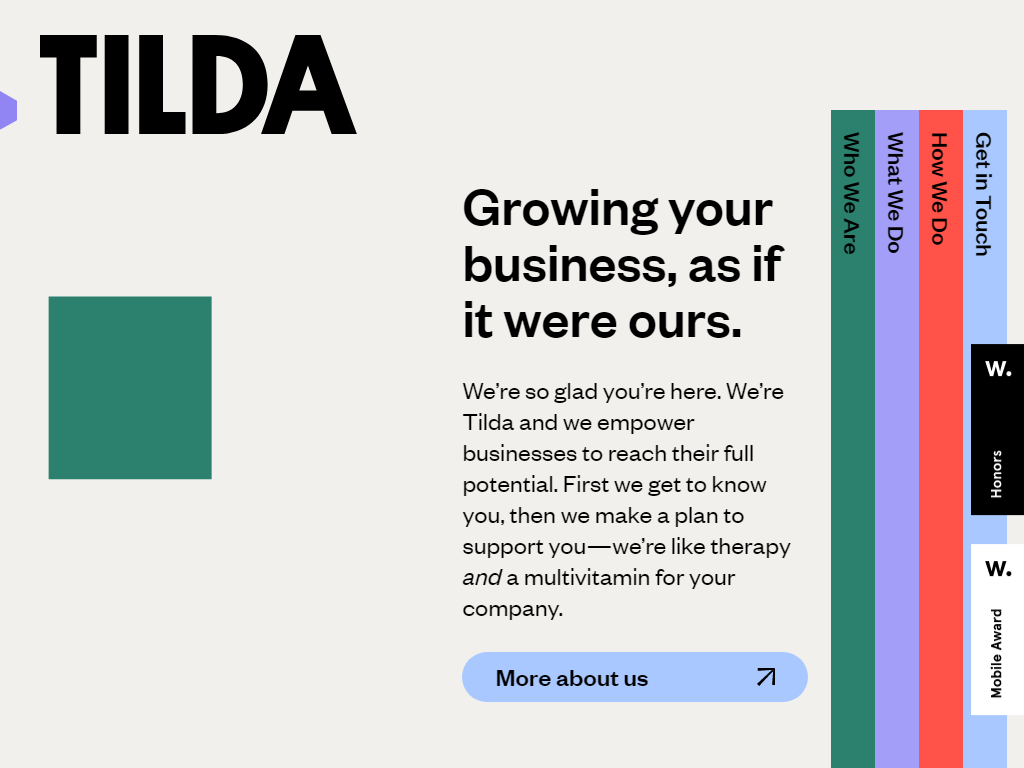 TILDA
Growing your
business, as if
it were ours.
We’re so glad you’re here. We’re
Tilda and we empower
businesses to reach their full
potential. First we get to know
you, then we make a plan to
support you—we’re like therapy
and a multivitamin for your
company.
More about us
Who We Are
What We Do
How We Do
Get in Touch
W.
Honors
W.
Mobile Award